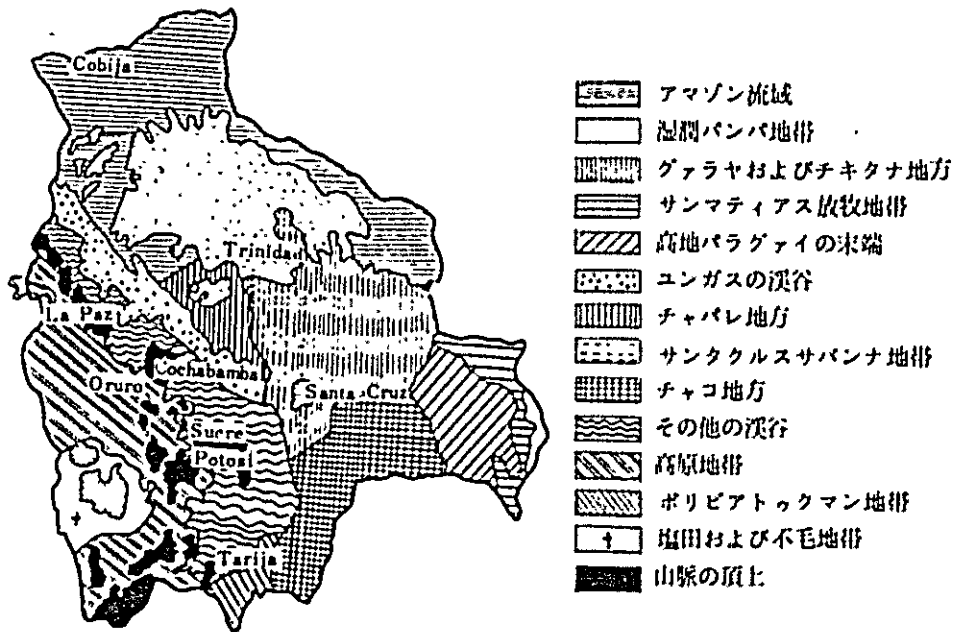 Cobija
Trinidad
La Paz
Cochabamba
Oruro
Santa Cruz
Sucre
Potosi
Tarija
アマゾン流域
湿潤パンパ地帯
グァラヤおよびチキタナ地方
サンマティアス放牧地帯
高地パラグァイの末端
ユンガスの渓谷
チャパレ地方
サンタクルスサバンナ地帯
チャコ地方
その他の渓谷
高原地帯
ボリビアトゥクマン地帯
塩田および不毛地帯
山脈の頂上